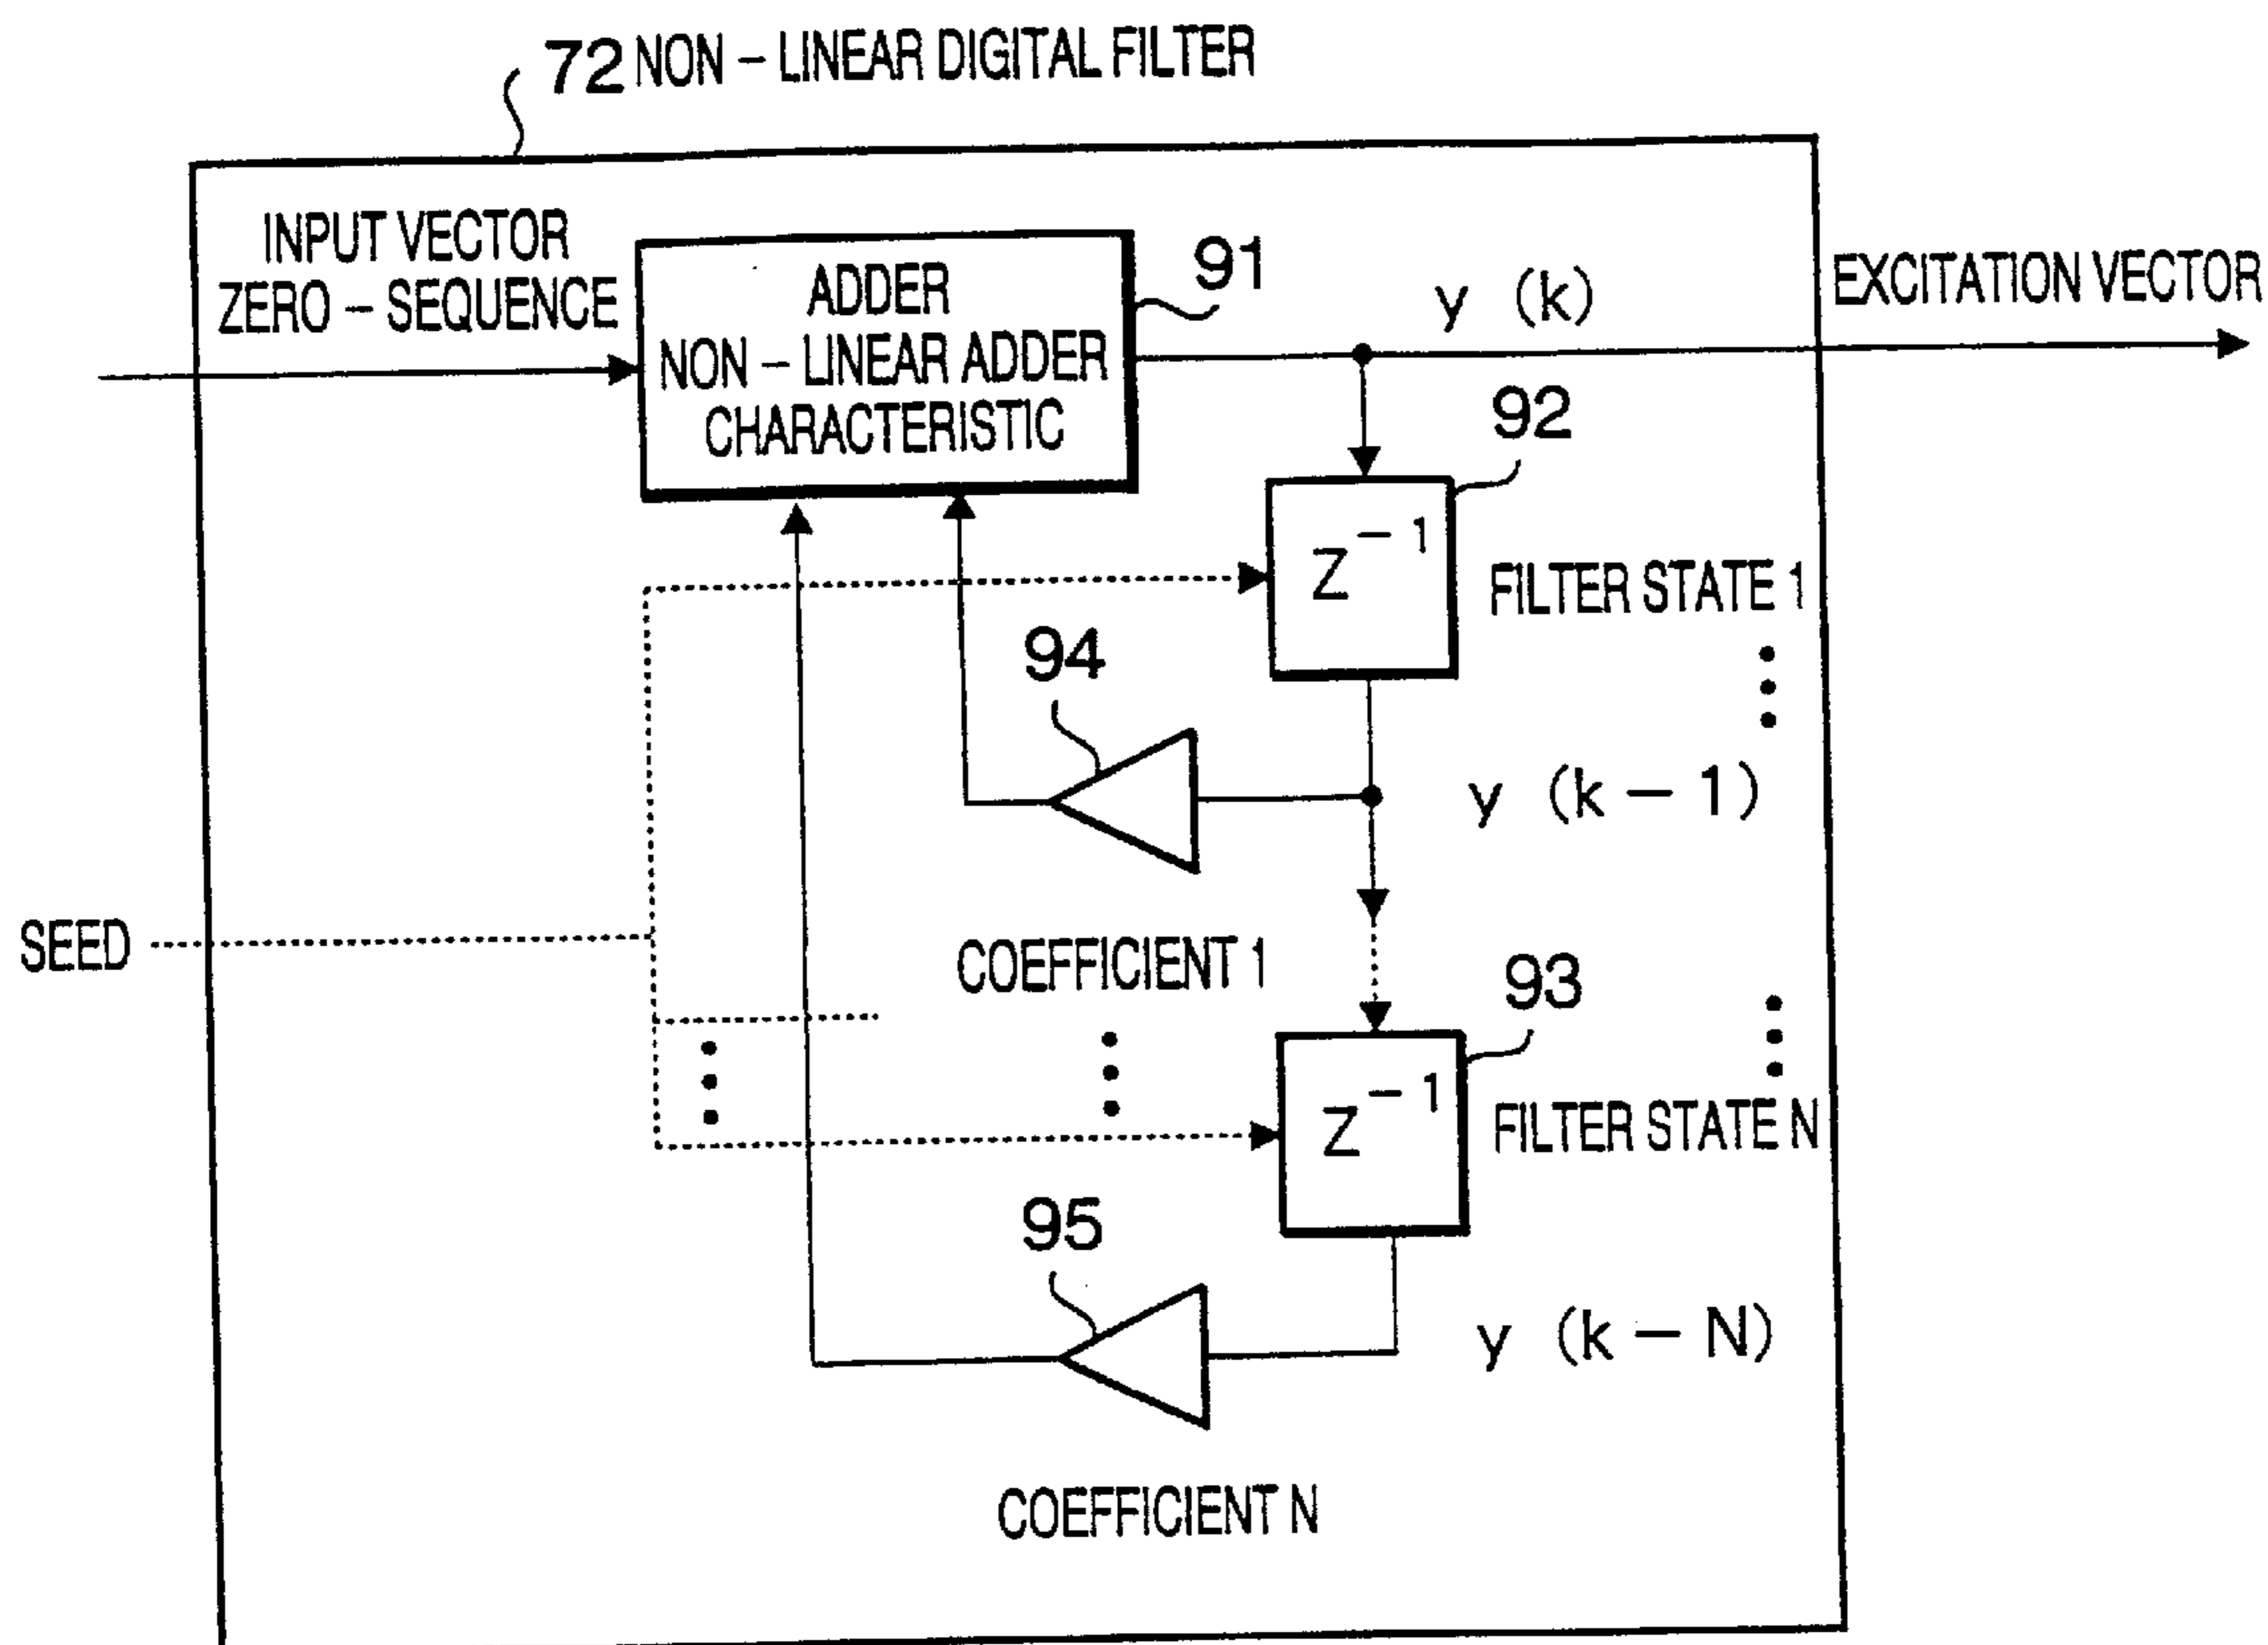 72 NON – LINEAR DIGITAL FILTER
INPUT VECTOR
ZERO – SEQUENCE
ADDER
NON – LINEAR ADDER
CHARACTERISTIC
91
y (k)
EXCITATION VECTOR
92
Z⁻¹
FILTER STATE 1
94
y (k – 1)
SEED
COEFFICIENT 1
93
Z⁻¹
FILTER STATE N
95
y (k – N)
COEFFICIENT N